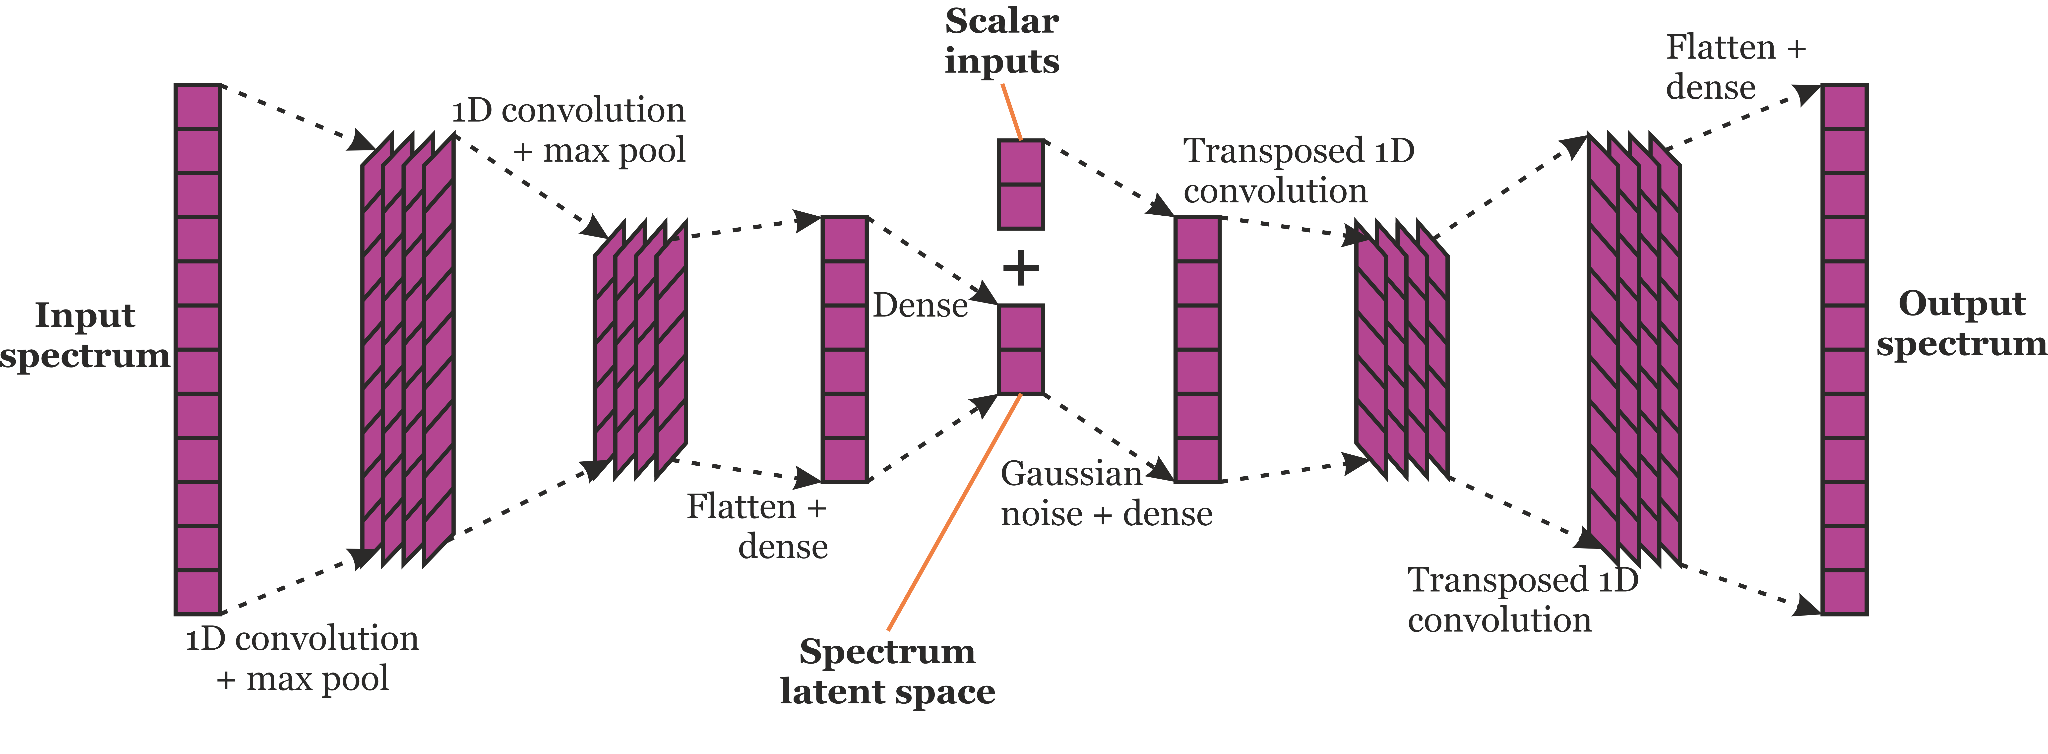 Input
spectrum
1D convolution
+ max pool
1D convolution
+ max pool
Flatten +
dense
Dense
Scalar
inputs
+
Spectrum
latent space
Gaussian
noise + dense
Transposed 1D
convolution
Transposed 1D
convolution
Flatten +
dense
Output
spectrum